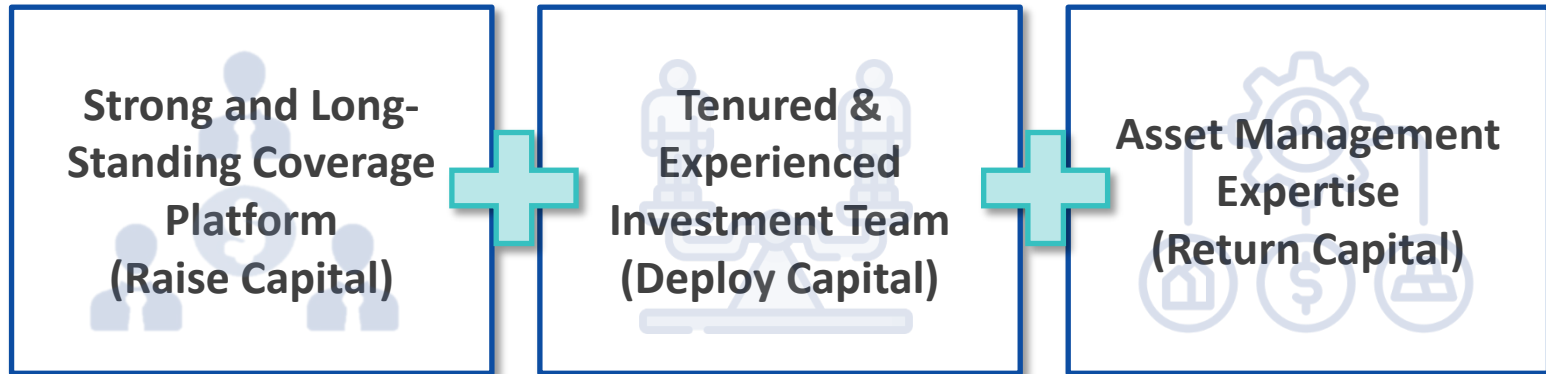 Strong and Long-
Standing Coverage
Platform
(Raise Capital)
Tenured &
Experienced
Investment Team
(Deploy Capital)
Asset Management
Expertise
(Return Capital)